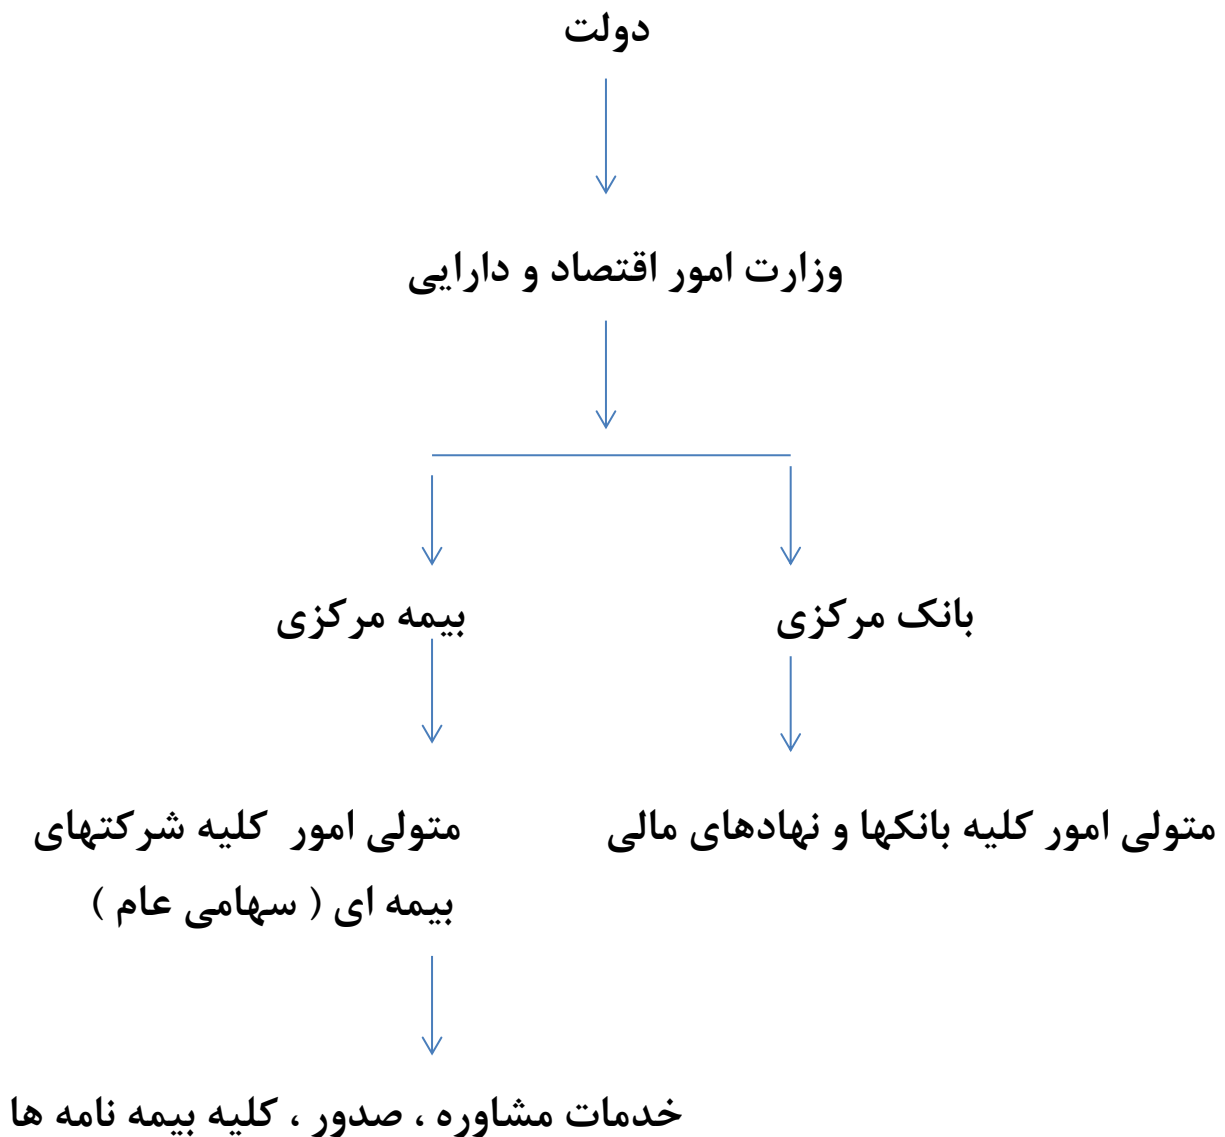 دولت
وزارت امور اقتصاد و دارایی
بانک مرکزی
بیمه مرکزی
متولی امور کلیه بانکها و نهادهای مالی
متولی امور کلیه شرکتهای
بیمه ای ( سهامی عام )
خدمات مشاوره ، صدور ، کلیه بیمه نامه ها